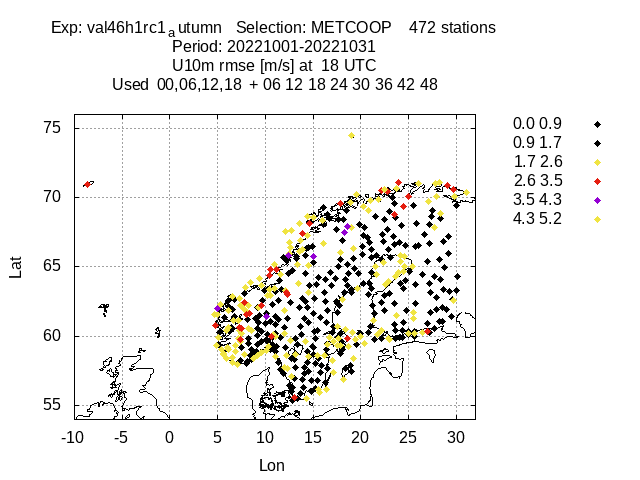 Exp: val46h1rc1ₐutumn Selection: METCOOP 472 stations
Period: 20221001-20221031
U10m rmse [m/s] at 18 UTC
Used 00,06,12,18 + 06 12 18 24 30 36 42 48
75
70
65
60
55
Lat
-10 -5 0 5 10 15 20 25 30
Lon
0.0 0.9
0.9 1.7
1.7 2.6
2.6 3.5
3.5 4.3
4.3 5.2